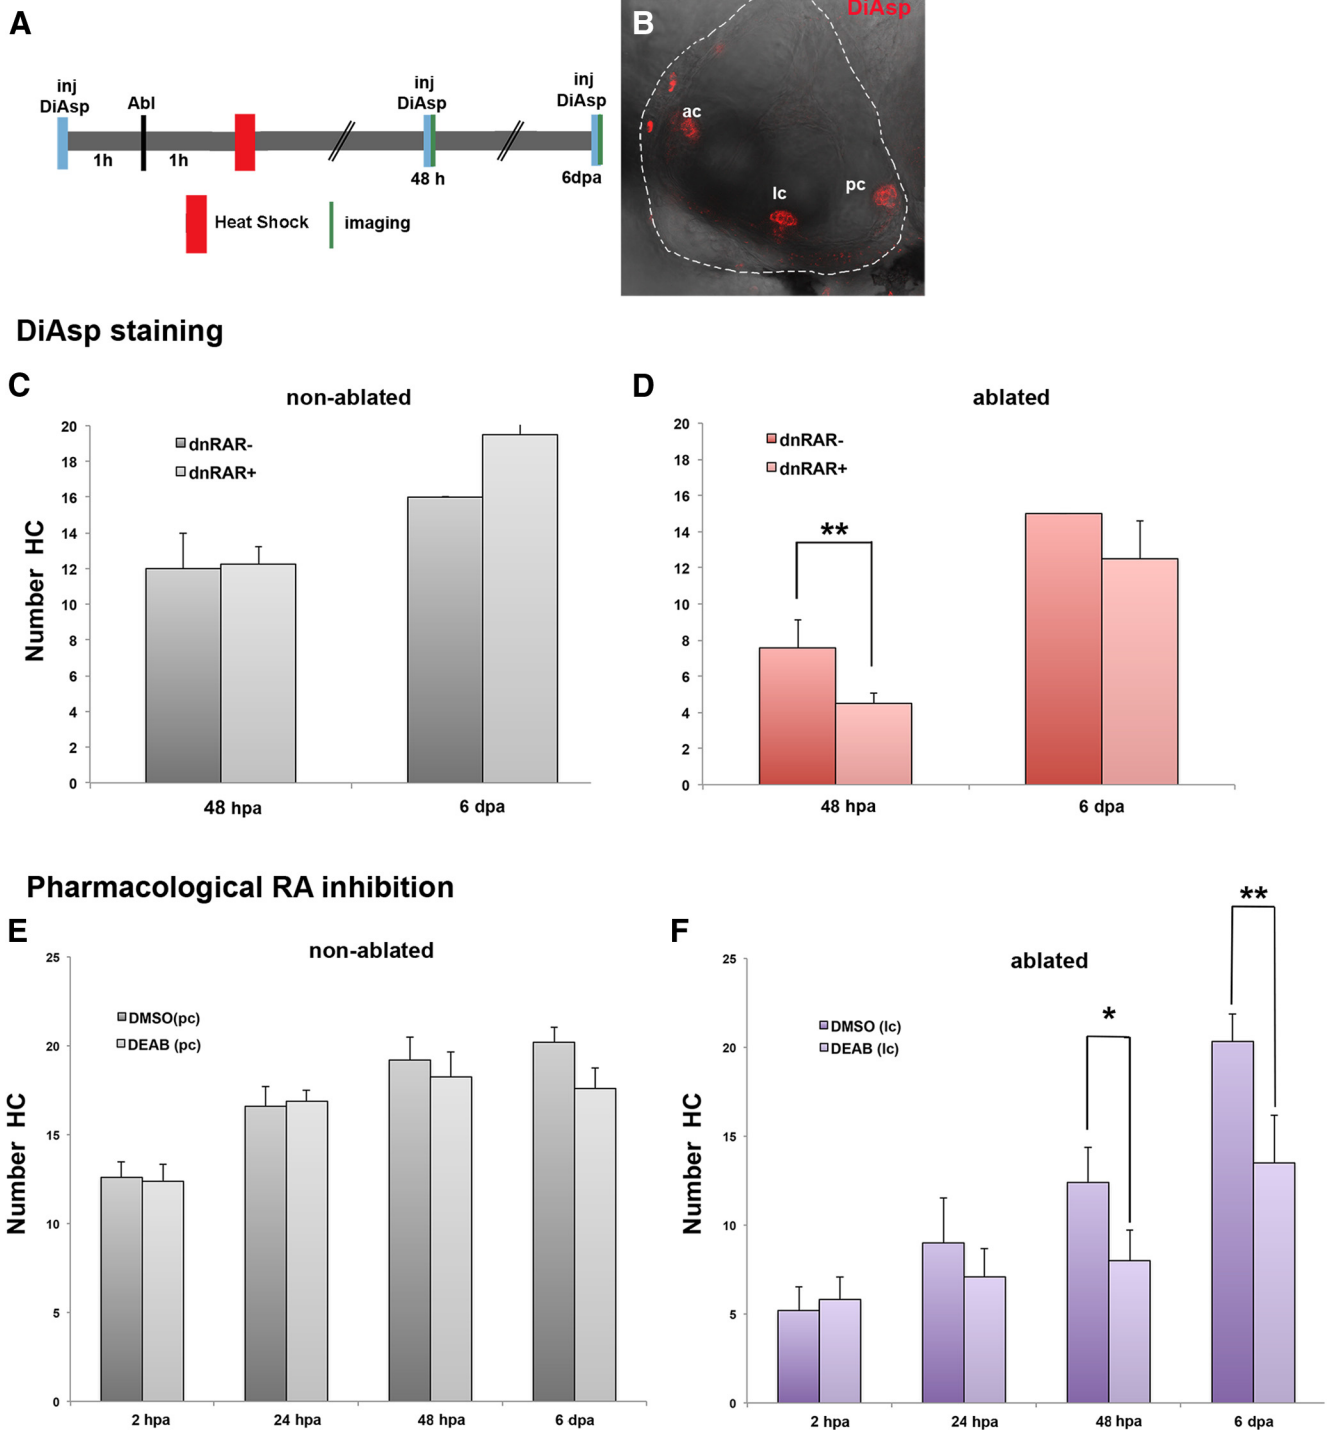 A
inj
DiAsp
Abl
inj
DiAsp
inj
DiAsp
1h
1h
48 h
6dpa
Heat Shock
imaging
B
DiAsp
ac
lc
pc
DiAsp staining
C
non-ablated
dnRAR-
dnRAR+
Number HC
20
18
16
14
12
10
8
6
4
2
0
48 hpa
6 dpa
D
ablated
dnRAR-
dnRAR+
**
20
18
16
14
12
10
8
6
4
2
0
48 hpa
6 dpa
Pharmacological RA inhibition
E
non-ablated
DMSO(pc)
DEAB (pc)
Number HC
25
20
15
10
5
0
2 hpa
24 hpa
48 hpa
6 dpa
F
ablated
DMSO (lc)
DEAB (lc)
*
**
Number HC
25
20
15
10
5
0
2 hpa
24 hpa
48 hpa
6 dpa